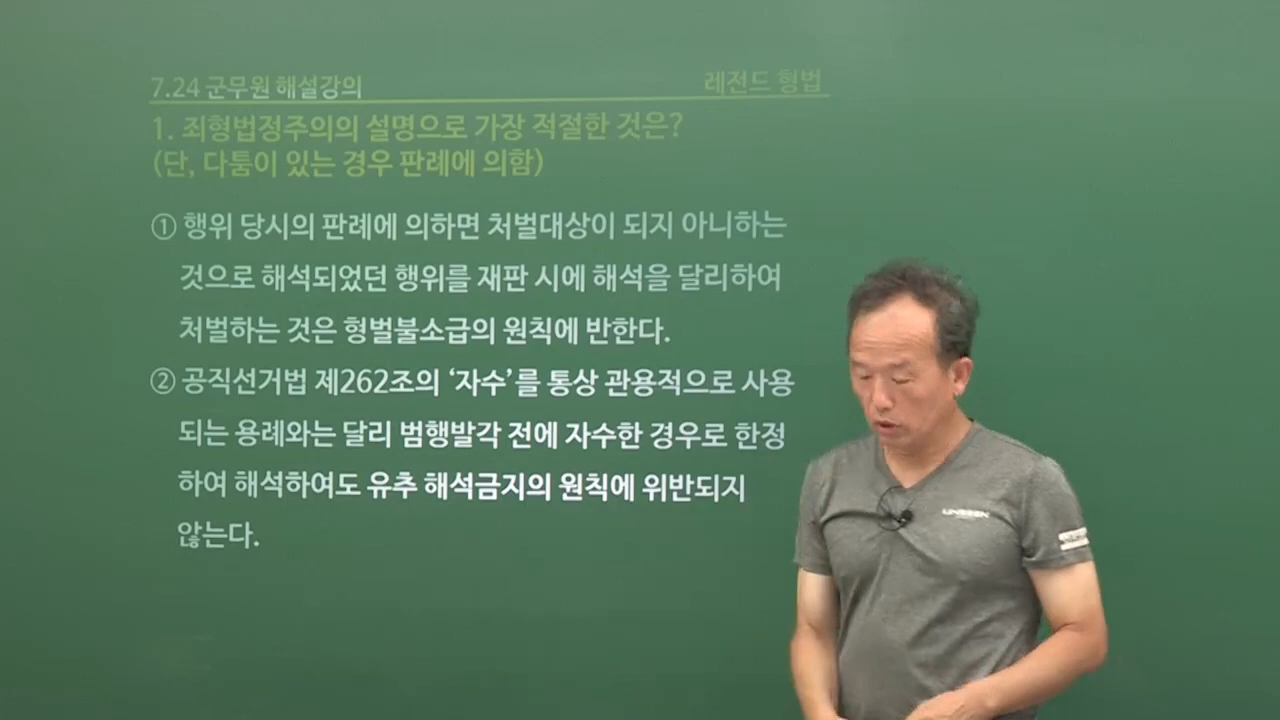 7.24 군무원 해설강의
레전드 형법
1. 죄형법정주의의 설명으로 가장 적절한 것은?
(단, 다툼이 있는 경우 판례에 의함)
① 행위 당시의 판례에 의하면 처벌대상이 되지 아니하는
것으로 해석되었던 행위를 재판 시에 해석을 달리하여
처벌하는 것은 형벌불소급의 원칙에 반한다.
② 공직선거법 제262조의 ‘자수’를 통상 관용적으로 사용
되는 용례와는 달리 범행발각 전에 자수한 경우로 한정
하여 해석하여도 유추 해석금지의 원칙에 위반되지
않는다.